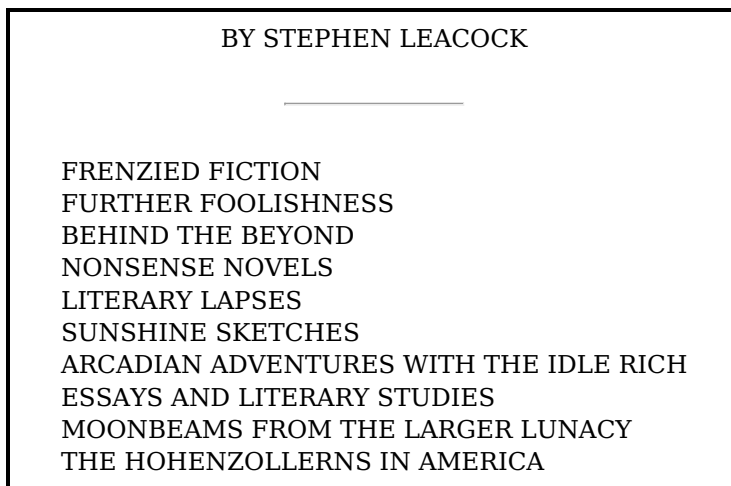 BY STEPHEN LEACOCK
FRENZIED FICTION
FURTHER FOOLISHNESS
BEHIND THE BEYOND
NONSENSE NOVELS
LITERARY LAPSES
SUNSHINE SKETCHES
ARCADIAN ADVENTURES WITH THE IDLE RICH
ESSAYS AND LITERARY STUDIES
MOONBEAMS FROM THE LARGER LUNACY
THE HOHENZOLLERNS IN AMERICA